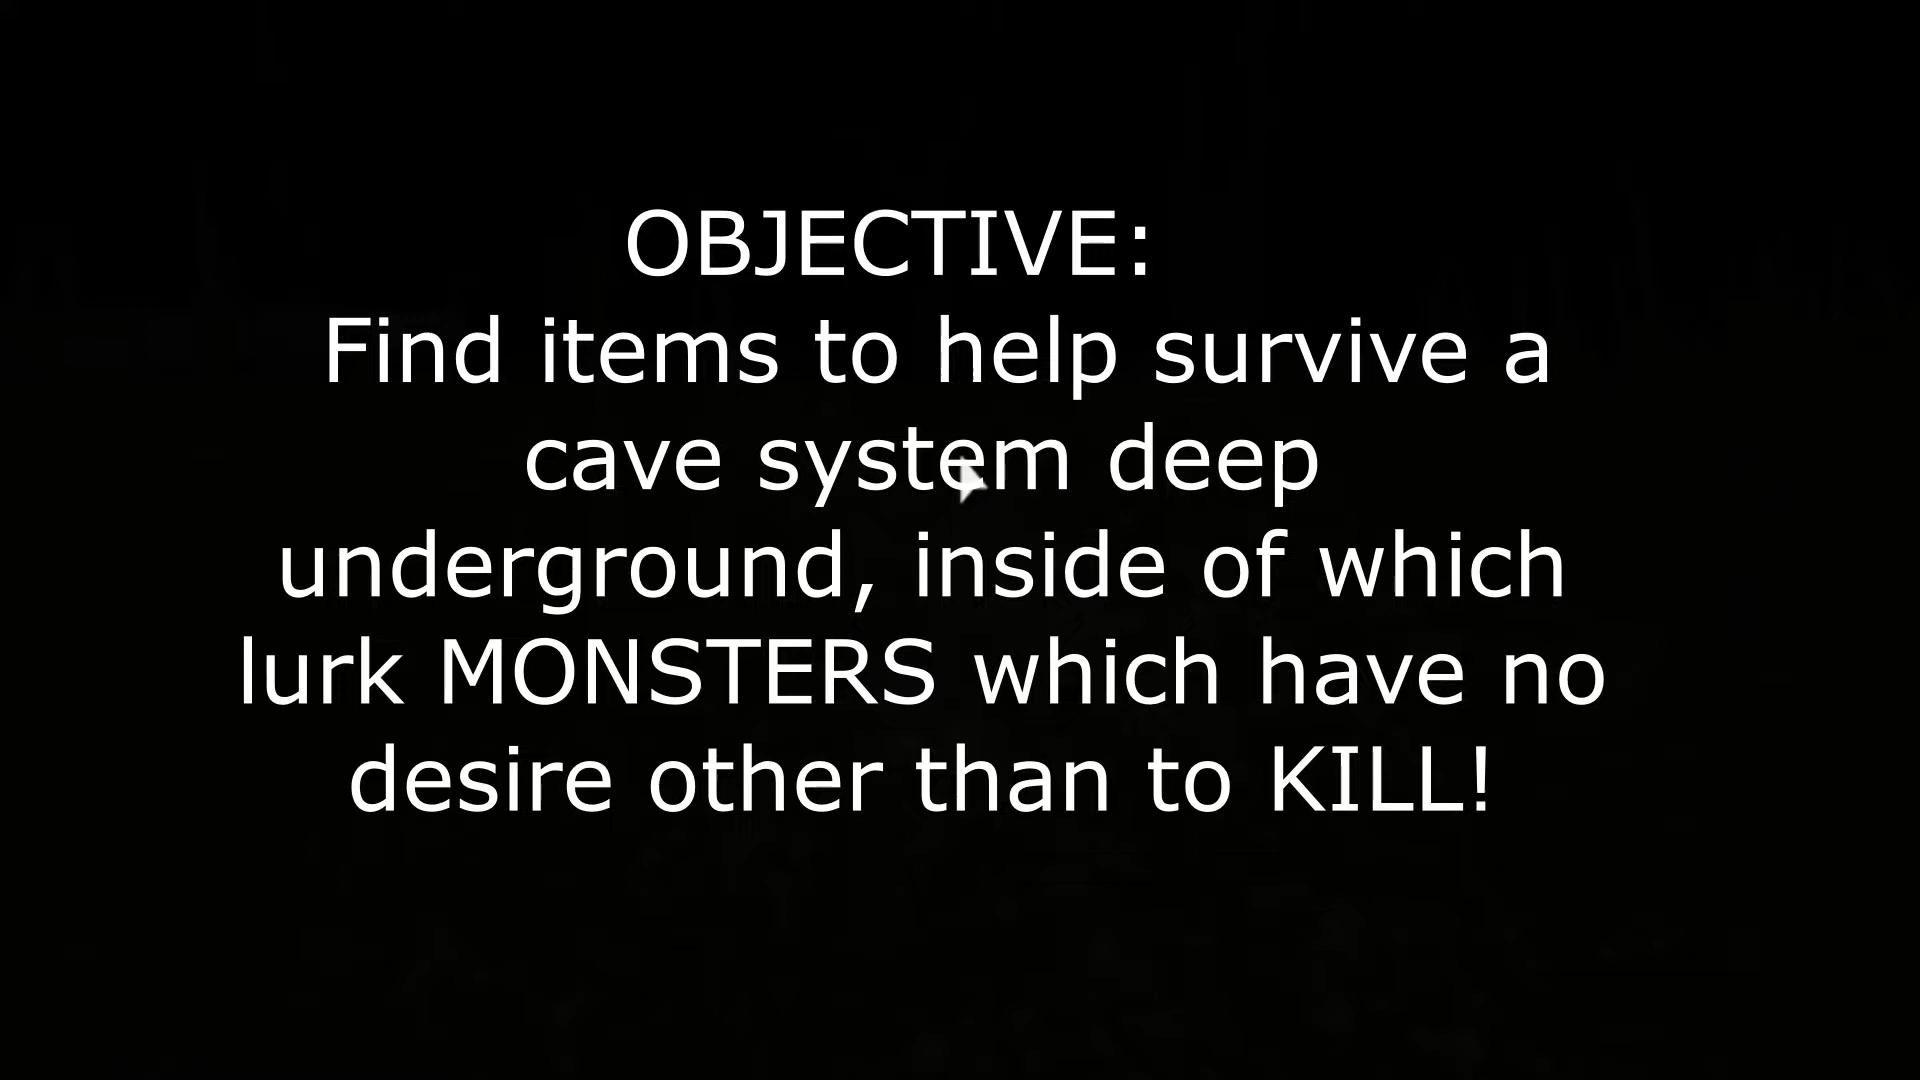 OBJECTIVE:
Find items to help survive a
cave system deep
underground, inside of which
lurk MONSTERS which have no
desire other than to KILL!